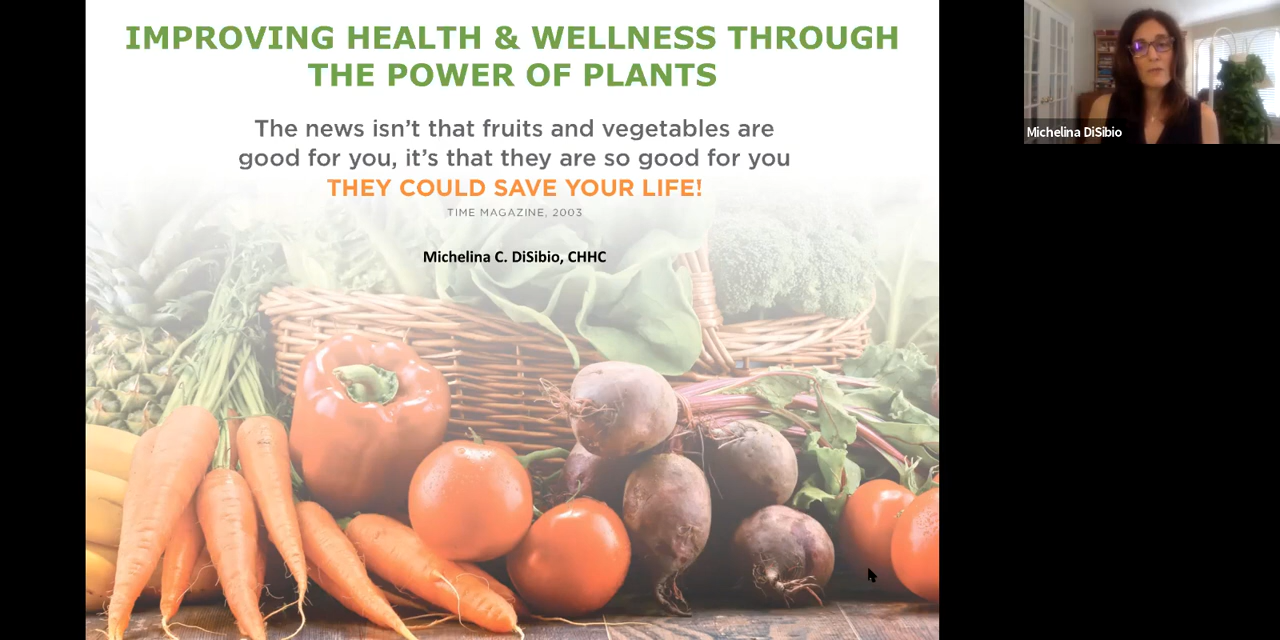 IMPROVING HEALTH & WELLNESS THROUGH
THE POWER OF PLANTS
The news isn’t that fruits and vegetables are
good for you, it’s that they are so good for you
THEY COULD SAVE YOUR LIFE!
TIME MAGAZINE, 2003
Michelina C. DiSibio, CHHC
Michelina DiSibio